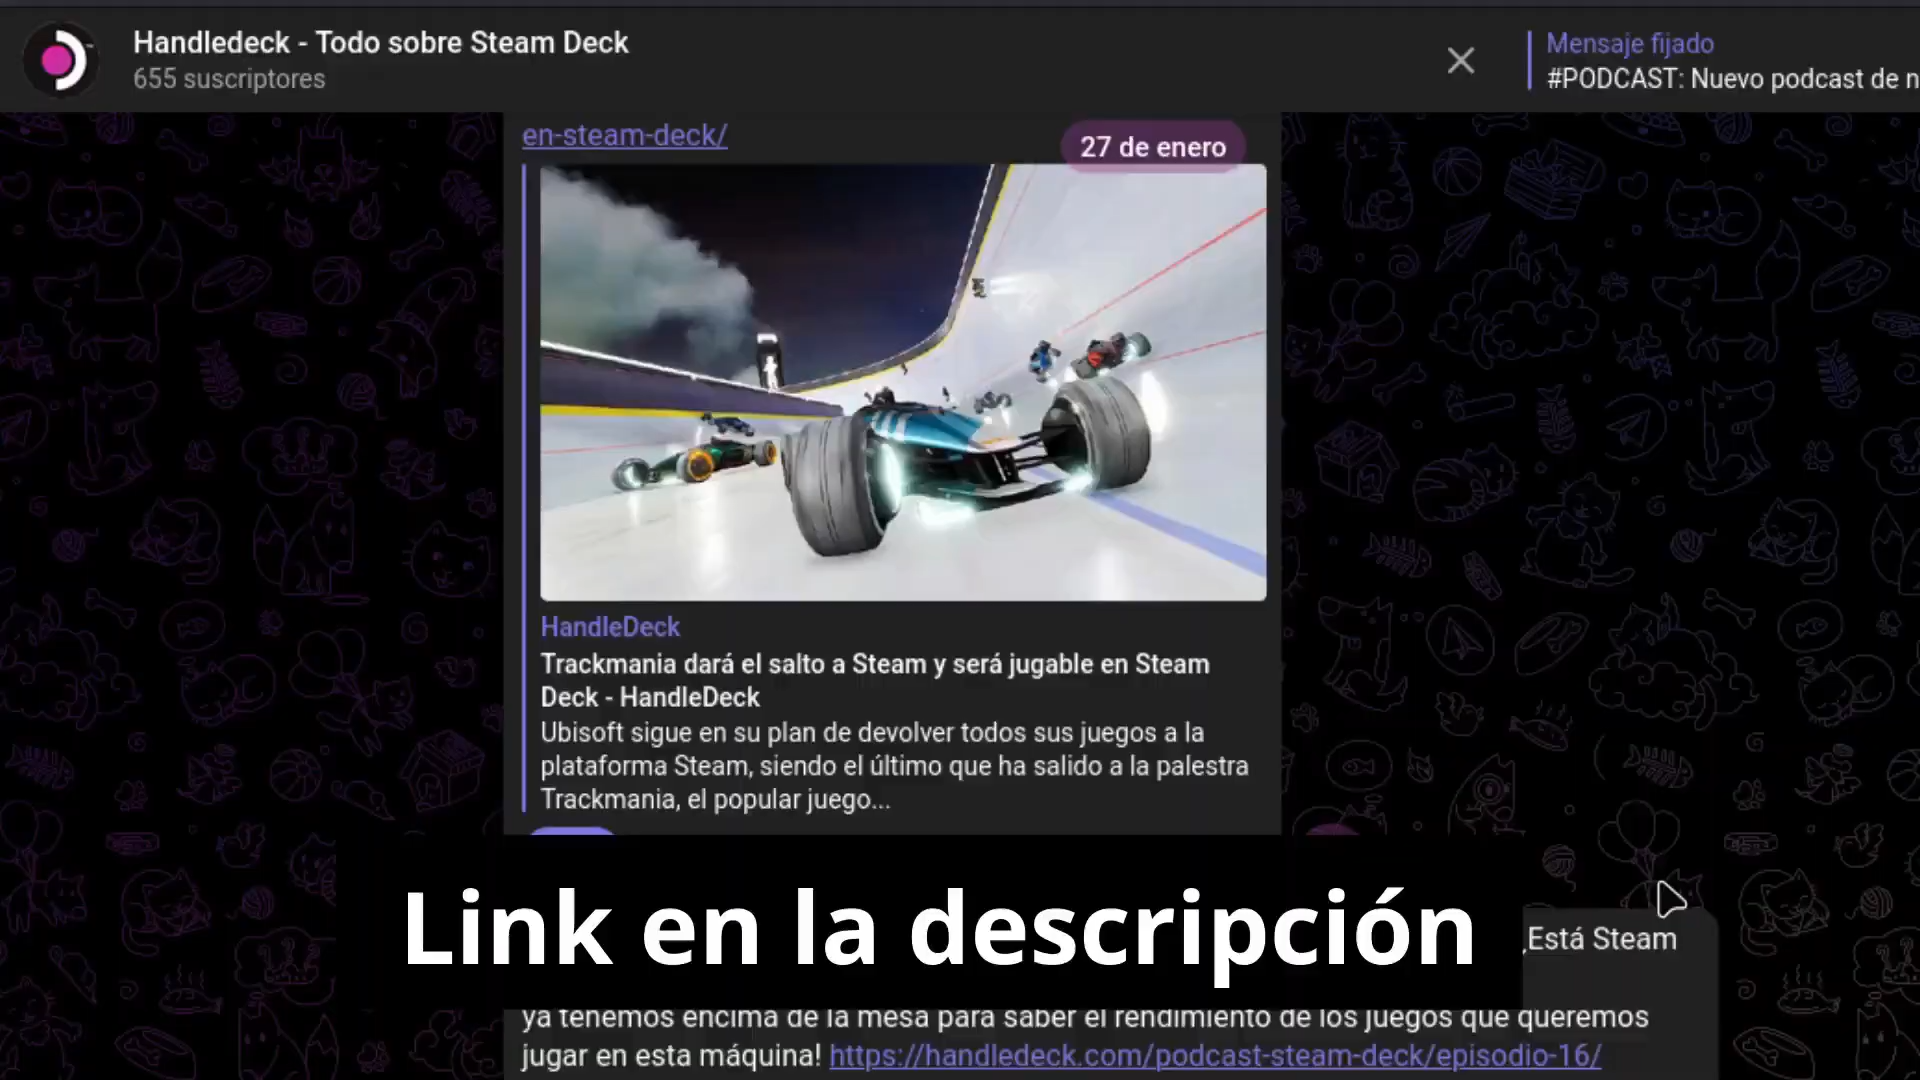 Handledeck - Todo sobre Steam Deck
655 suscriptores
Mensaje fijado
#PODCAST: Nuevo podcast de n
en-steam-deck/
27 de enero
HandleDeck
Trackmania dará el salto a Steam y será jugable en Steam
Deck - HandleDeck
Ubisoft sigue en su plan de devolver todos sus juegos a la
plataforma Steam, siendo el último que ha salido a la palestra
Trackmania, el popular juego...
Link en la descripción
Está Steam
ya tenemos encima de la mesa para saber el rendimiento de los juegos que queremos
jugar en esta máquina! https://handledeck.com/podcast-steam-deck/episodio-16/